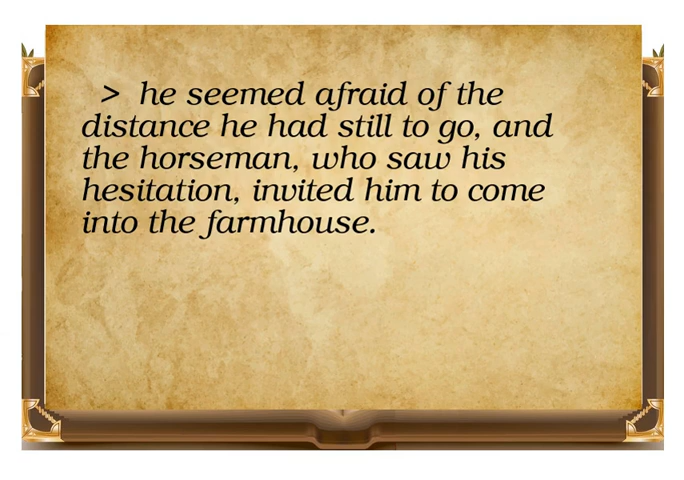 > he seemed afraid of the
distance he had still to go, and
the horseman, who saw his
hesitation, invited him to come
into the farmhouse.